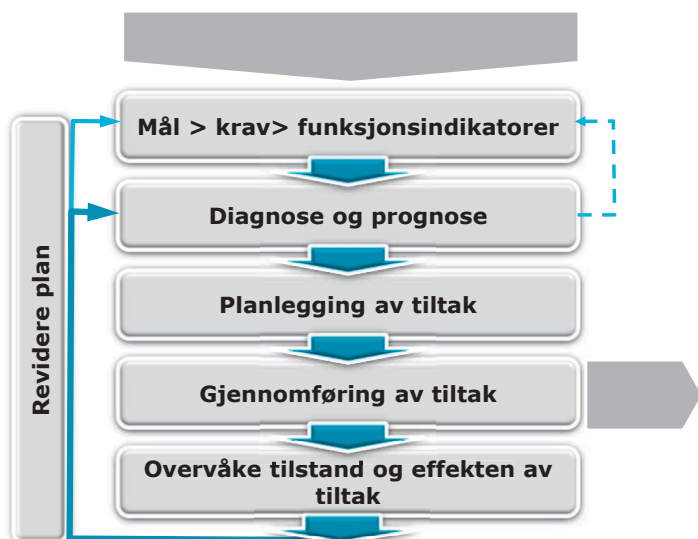 Mål > krav> funksjonsindikatorer
Diagnose og prognose
Planlegging av tiltak
Gjennomføring av tiltak
Overvåke tilstand og effekten av
tiltak
Revidere plan